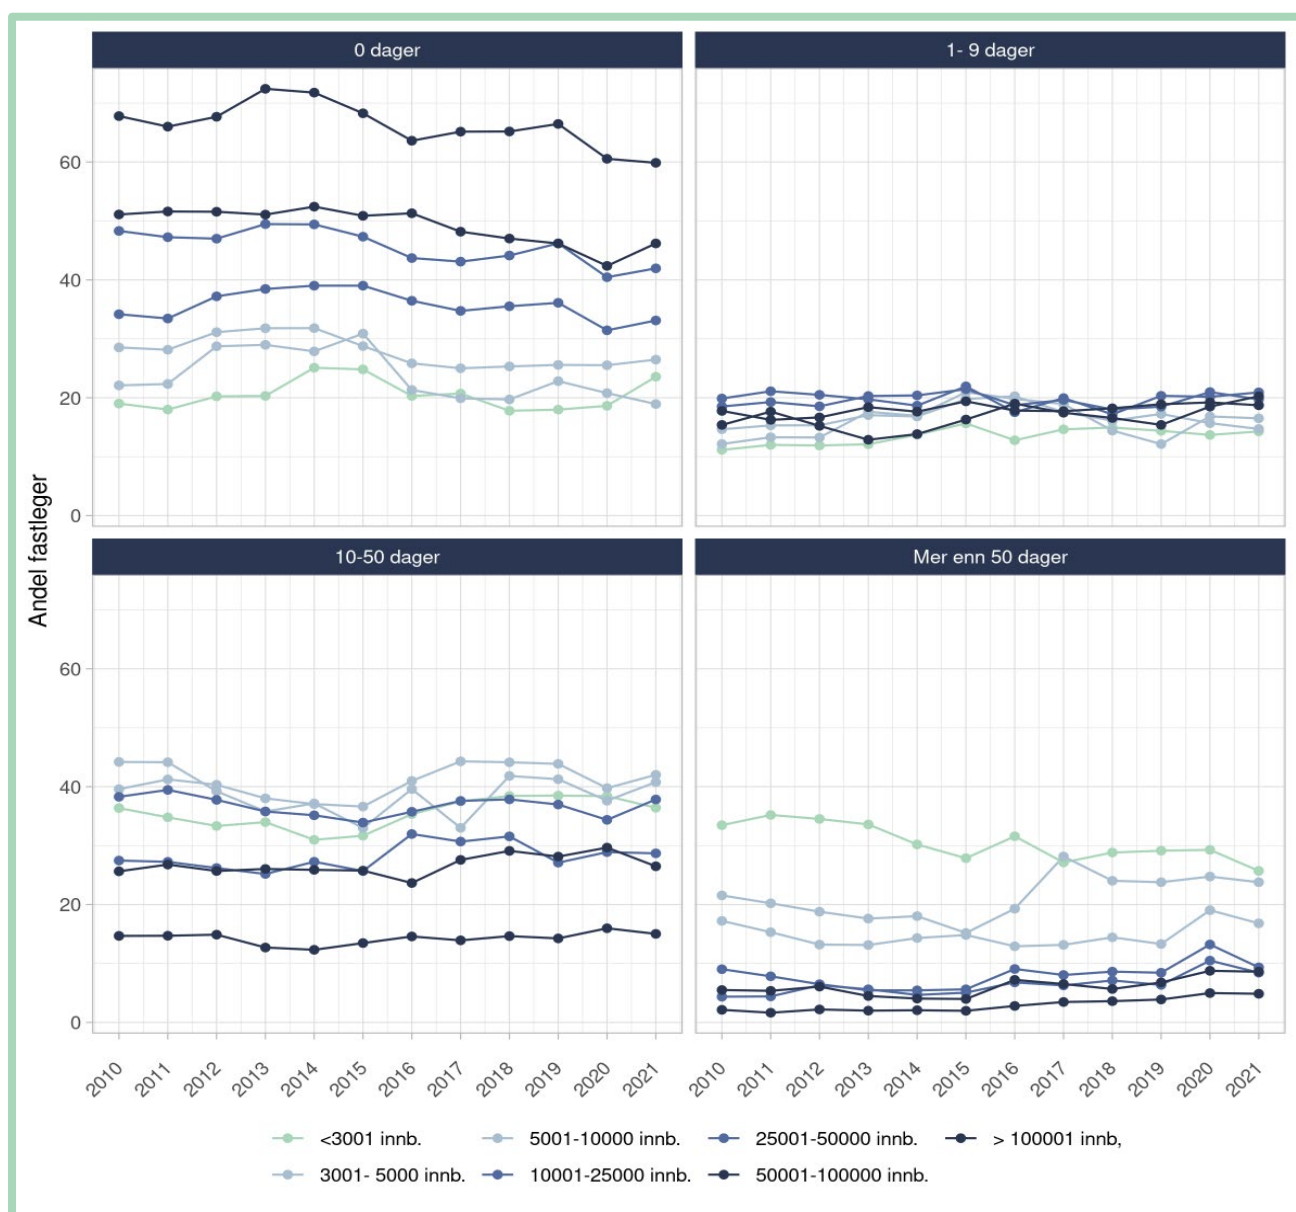 0 dager
1- 9 dager
60
40
20
0
Andel fastleger
10-50 dager
Mer enn 50 dager
60
40
20
0
2010 2011 2012 2013 2014 2015 2016 2017 2018 2019 2020 2021
2010 2011 2012 2013 2014 2015 2016 2017 2018 2019 2020 2021
<3001 innb. 5001-10000 innb. 25001-50000 innb. > 100001 innb,
3001- 5000 innb. 10001-25000 innb. 50001-100000 innb.